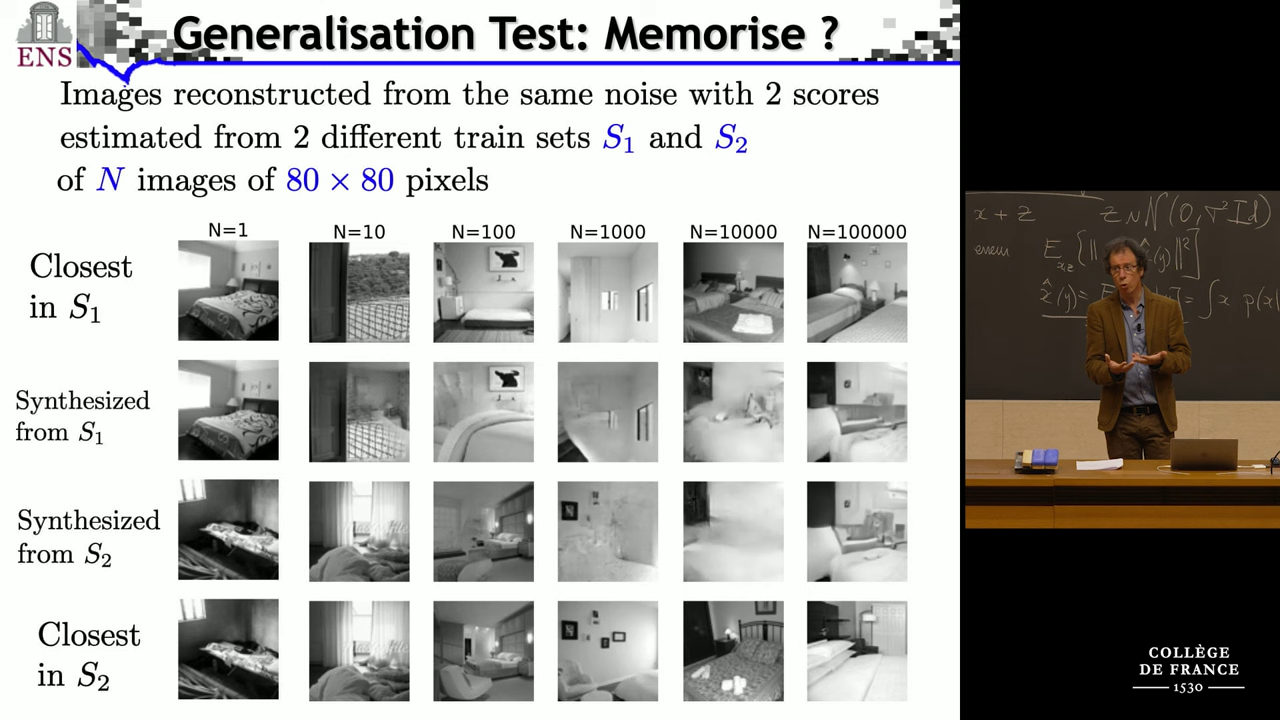 ENS
Generalisation Test: Memorise ?
Images reconstructed from the same noise with 2 scores
estimated from 2 different train sets S₁ and S₂
of N images of 80 × 80 pixels
N=1 N=10 N=100 N=1000 N=10000 N=100000
Closest
in S₁
Synthesized
from S₁
Synthesized
from S₂
Closest
in S₂
x + z z ~ N(0, σ² Id)
COLLÈGE
DE FRANCE
1530